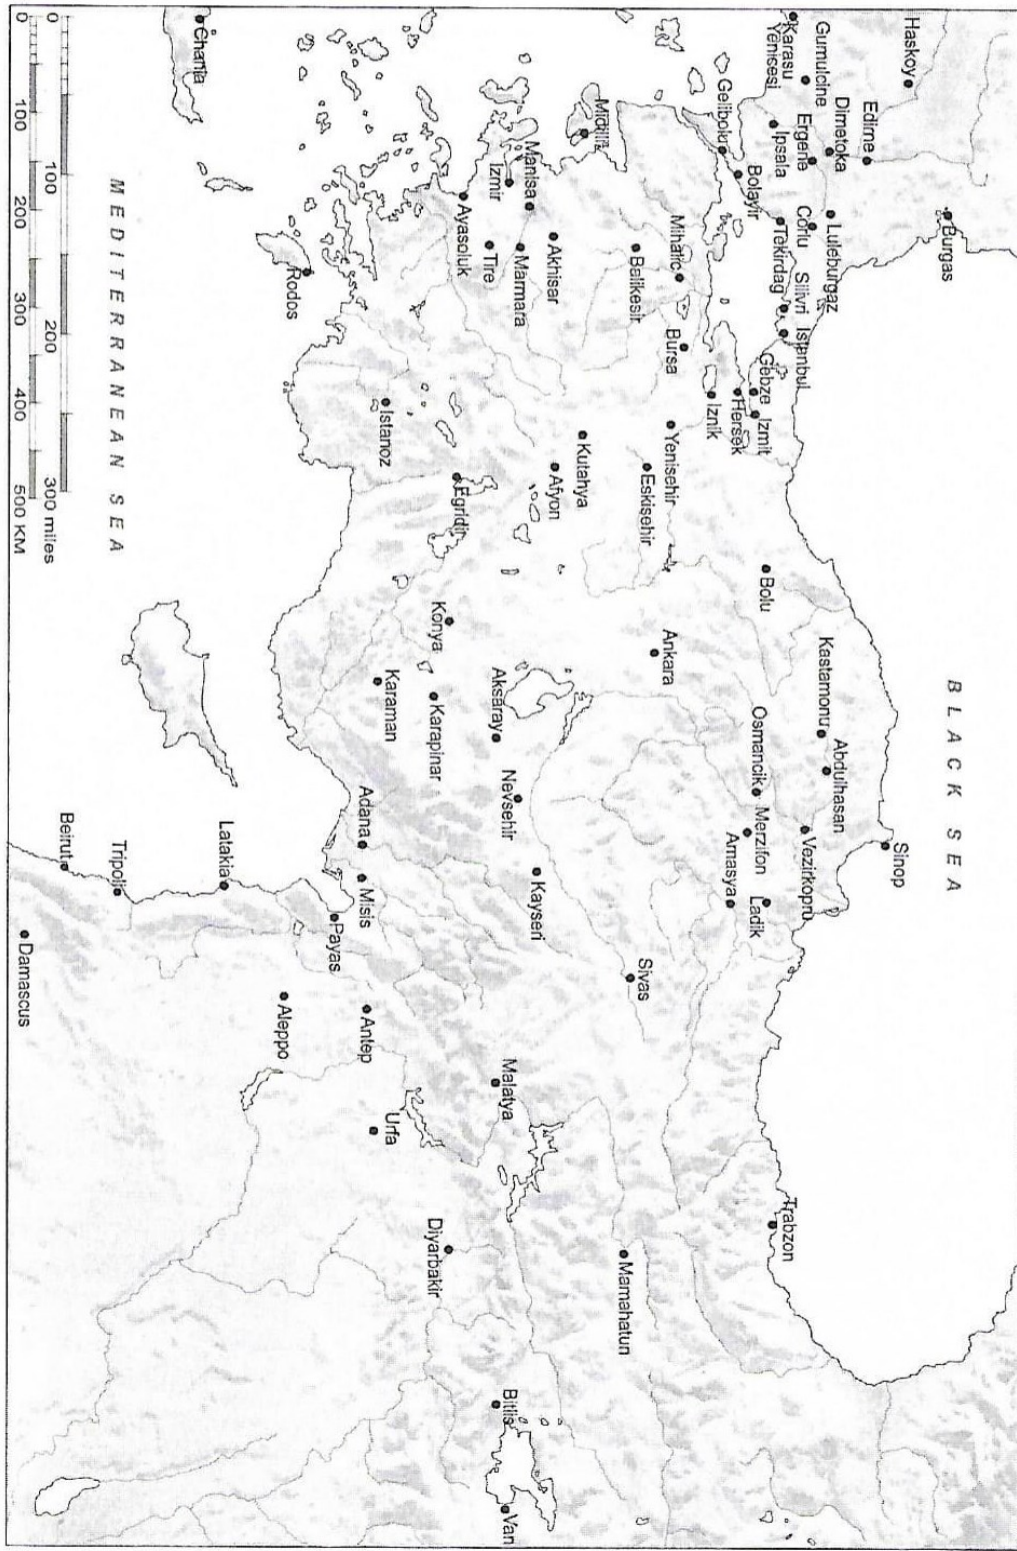 BLACK SEA
Haskoy
Edirne
Burgas
Dimetoka
Gumulcine
Karasu
Yenicesi
Ergene
Ipsala
Luleburgaz
Corlu
Tekirdag
Silivri
Istanbul
Gelibolu
Bolayir
Gebze
Izmit
Hersek
Iznik
Bolu
Kastamonu
Abdulhasan
Sinop
Osmancik
Merzifon
Vezirkopru
Amasya
Ladik
Trabzon
Midilli
Mihalic
Bursa
Yenisehir
Eskisehir
Balikesir
Ankara
Sivas
Mamahatun
Manisa
Izmir
Akhisar
Marmara
Tire
Ayasoluk
Kutahya
Afyon
Egridir
Istanoz
Konya
Aksaray
Karapinar
Karaman
Nevsehir
Kayseri
Malatya
Bitlis
Van
Diyarbakir
Adana
Misis
Payas
Antep
Urfa
Aleppo
Latakia
Tripoli
Beirut
Damascus
Rodos
Chania
MEDITERRANEAN SEA
0 100 200 300 miles
0 100 200 300 400 500 KM